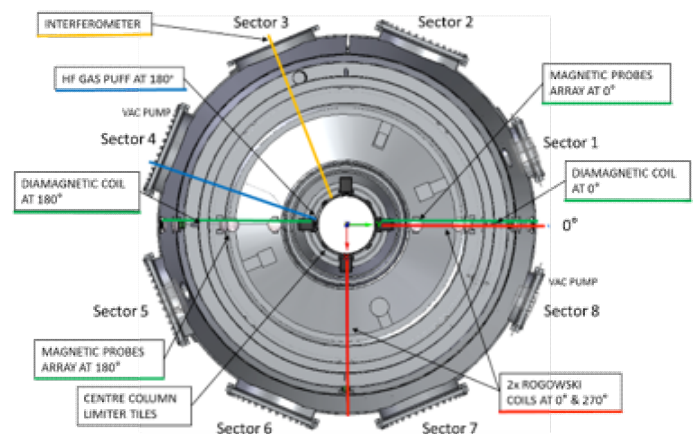 Sector 3
Sector 2
INTERFEROMETER
HF GAS PUFF AT 180°
MAGNETIC PROBES
ARRAY AT 0°
VAC PUMP
Sector 4
Sector 1
DIAMAGNETIC COIL
AT 0°
DIAMAGNETIC COIL
AT 180°
0°
VAC PUMP
Sector 5
Sector 8
MAGNETIC PROBES
ARRAY AT 180°
2x ROGOWSKI
COILS AT 0° & 270°
CENTRE COLUMN
LIMITER TILES
Sector 6
Sector 7